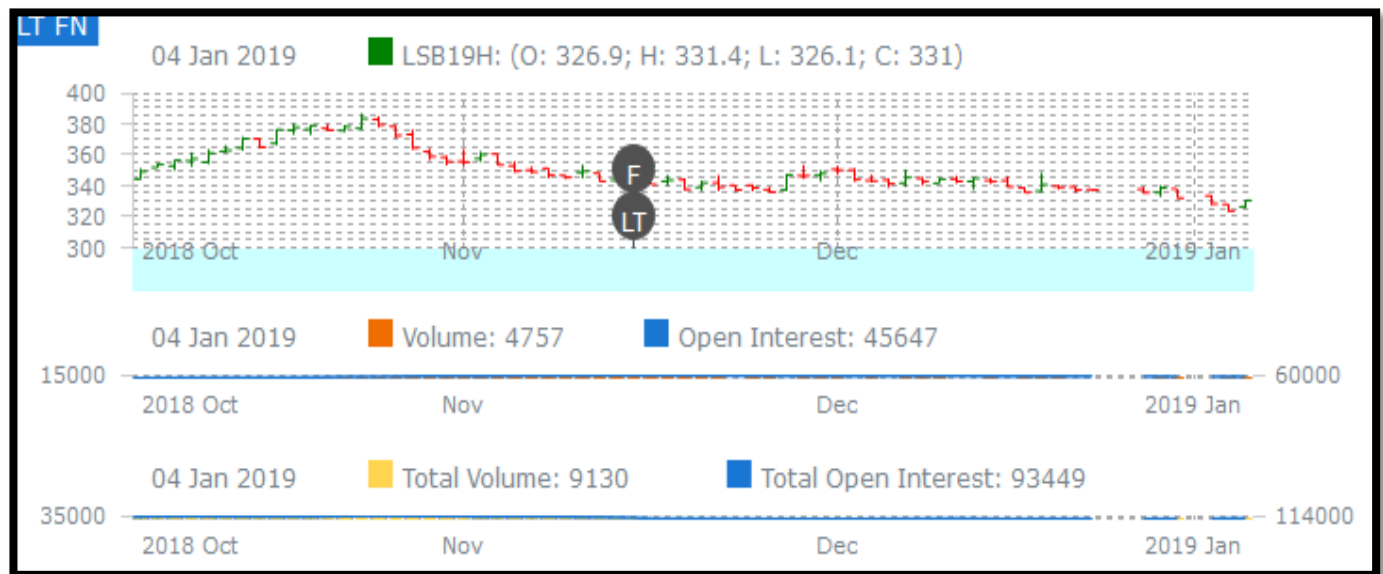 LT FN
04 Jan 2019 LSB19H: (O: 326.9; H: 331.4; L: 326.1; C: 331)
400
380
360
340
320
300
F
LT
2018 Oct Nov Dec 2019 Jan
04 Jan 2019 Volume: 4757 Open Interest: 45647
15000 60000
2018 Oct Nov Dec 2019 Jan
04 Jan 2019 Total Volume: 9130 Total Open Interest: 93449
35000 114000
2018 Oct Nov Dec 2019 Jan